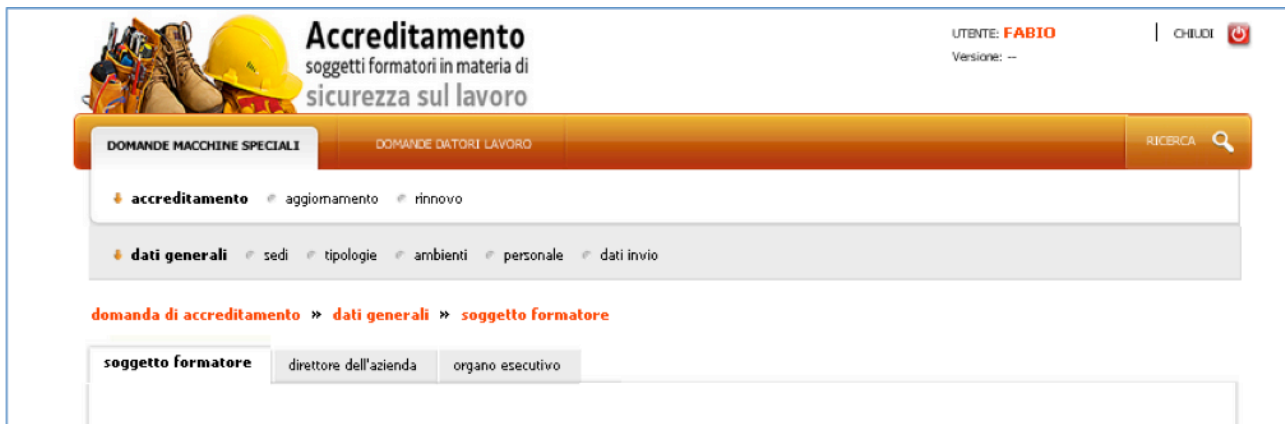 Accreditamento
soggetti formatori in materia di
sicurezza sul lavoro
UTENTE: FABIO
Versione: --
CHIUDI
DOMANDE MACCHINE SPECIALI DOMANDE DATORI LAVORO RICERCA
accreditamento aggiornamento rinnovo
dati generali sedi tipologie ambienti personale dati invio
domanda di accreditamento » dati generali » soggetto formatore
soggetto formatore direttore dell'azienda organo esecutivo